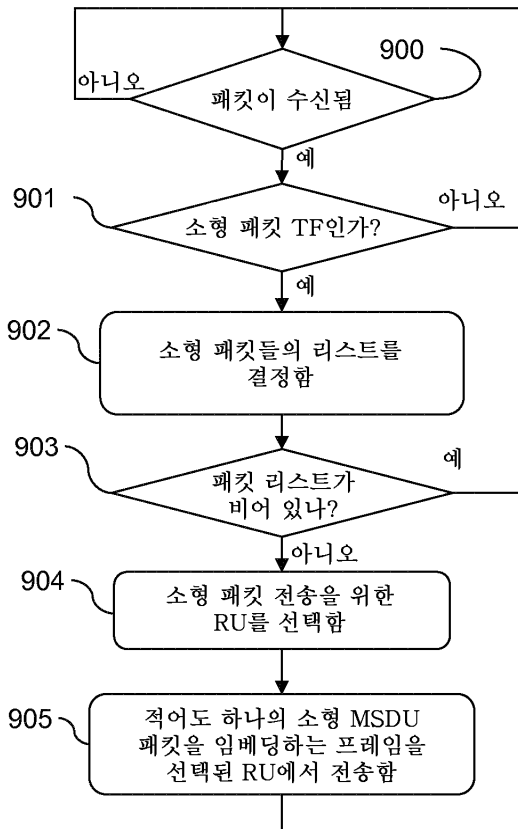 900
아니오
패킷이 수신됨
예
901
아니오
소형 패킷 TF인가?
예
902
소형 패킷들의 리스트를
결정함
903
예
패킷 리스트가
비어 있나?
아니오
904
소형 패킷 전송을 위한
RU를 선택함
905
적어도 하나의 소형 MSDU
패킷을 임베딩하는 프레임을
선택된 RU에서 전송함